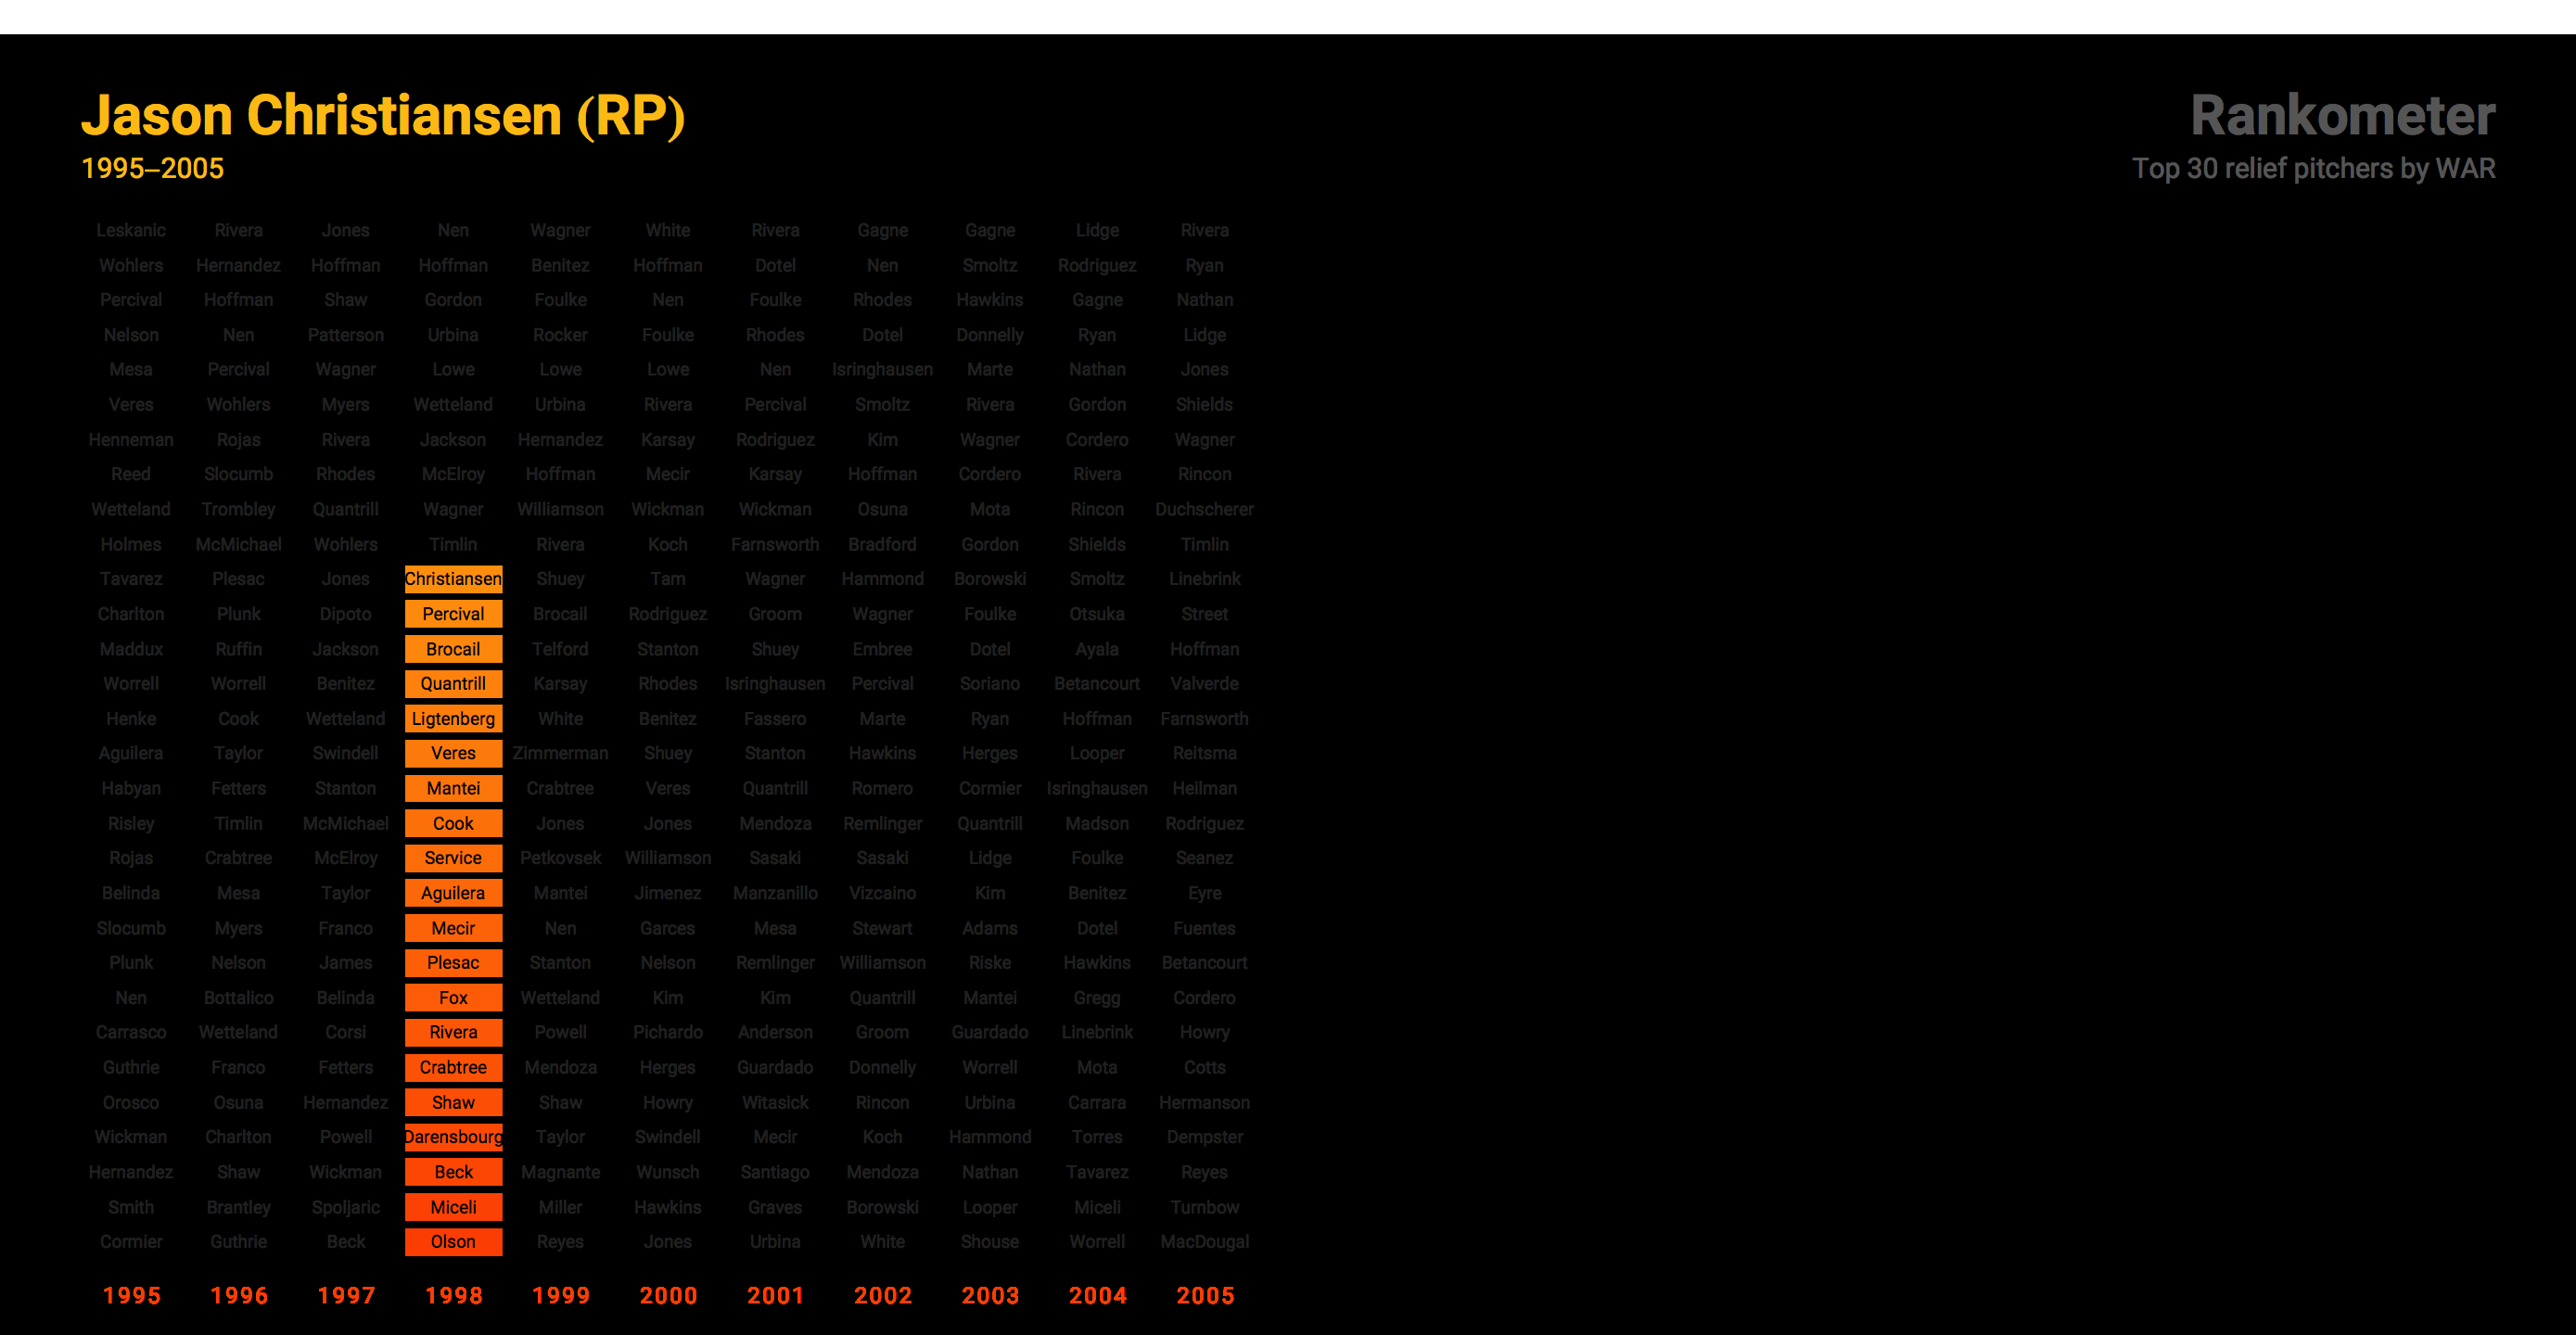 Jason Christiansen (RP)
Rankometer
1995–2005
Top 30 relief pitchers by WAR
Leskanic Rivera Jones Nen Wagner White Rivera Gagne Gagne Lidge Rivera
Wohlers Hernandez Hoffman Hoffman Benitez Hoffman Dotel Nen Smoltz Rodriguez Ryan
Percival Hoffman Shaw Gordon Foulke Nen Foulke Rhodes Hawkins Gagne Nathan
Nelson Nen Patterson Urbina Rocker Foulke Rhodes Dotel Donnelly Ryan Lidge
Mesa Percival Wagner Lowe Lowe Lowe Nen Isringhausen Marte Nathan Jones
Veres Wohlers Myers Wetteland Urbina Rivera Percival Smoltz Rivera Gordon Shields
Henneman Rojas Rivera Jackson Hernandez Karsay Rodriguez Kim Wagner Cordero Wagner
Reed Slocumb Rhodes McElroy Hoffman Mecir Karsay Hoffman Cordero Rivera Rincon
Wetteland Trombley Quantrill Wagner Williamson Wickman Wickman Osuna Mota Rincon Duchscherer
Holmes McMichael Wohlers Timlin Rivera Koch Farnsworth Bradford Gordon Shields Timlin
Tavarez Plesac Jones Christiansen Shuey Tam Wagner Hammond Borowski Smoltz Linebrink
Charlton Plunk Dipoto Percival Brocail Rodriguez Groom Wagner Foulke Otsuka Street
Maddux Ruffin Jackson Brocail Telford Stanton Shuey Embree Dotel Ayala Hoffman
Worrell Worrell Benitez Quantrill Karsay Rhodes Isringhausen Percival Soriano Betancourt Valverde
Henke Cook Wetteland Ligtenberg White Benitez Fassero Marte Ryan Hoffman Farnsworth
Aguilera Taylor Swindell Veres Zimmerman Shuey Stanton Hawkins Herges Looper Reitsma
Habyan Fetters Stanton Mantei Crabtree Veres Quantrill Romero Cormier Isringhausen Heilman
Risley Timlin McMichael Cook Jones Jones Mendoza Remlinger Quantrill Madson Rodriguez
Rojas Crabtree McElroy Service Petkovsek Williamson Sasaki Sasaki Lidge Foulke Seanez
Belinda Mesa Taylor Aguilera Mantei Jimenez Manzanillo Vizcaino Kim Benitez Eyre
Slocumb Myers Franco Mecir Nen Garces Mesa Stewart Adams Dotel Fuentes
Plunk Nelson James Plesac Stanton Nelson Remlinger Williamson Riske Hawkins Betancourt
Nen Bottalico Belinda Fox Wetteland Kim Kim Quantrill Mantei Gregg Cordero
Carrasco Wetteland Corsi Rivera Powell Pichardo Anderson Groom Guardado Linebrink Howry
Guthrie Franco Fetters Crabtree Mendoza Herges Guardado Donnelly Worrell Mota Cotts
Orosco Osuna Hernandez Shaw Shaw Howry Witasick Rincon Urbina Carrara Hermanson
Wickman Charlton Powell Darensbourg Taylor Swindell Mecir Koch Hammond Torres Dempster
Hernandez Shaw Wickman Beck Magnante Wunsch Santiago Mendoza Nathan Tavarez Reyes
Smith Brantley Spoljaric Miceli Miller Hawkins Graves Borowski Looper Miceli Turnbow
Cormier Guthrie Beck Olson Reyes Jones Urbina White Shouse Worrell MacDougal
1995 1996 1997 1998 1999 2000 2001 2002 2003 2004 2005